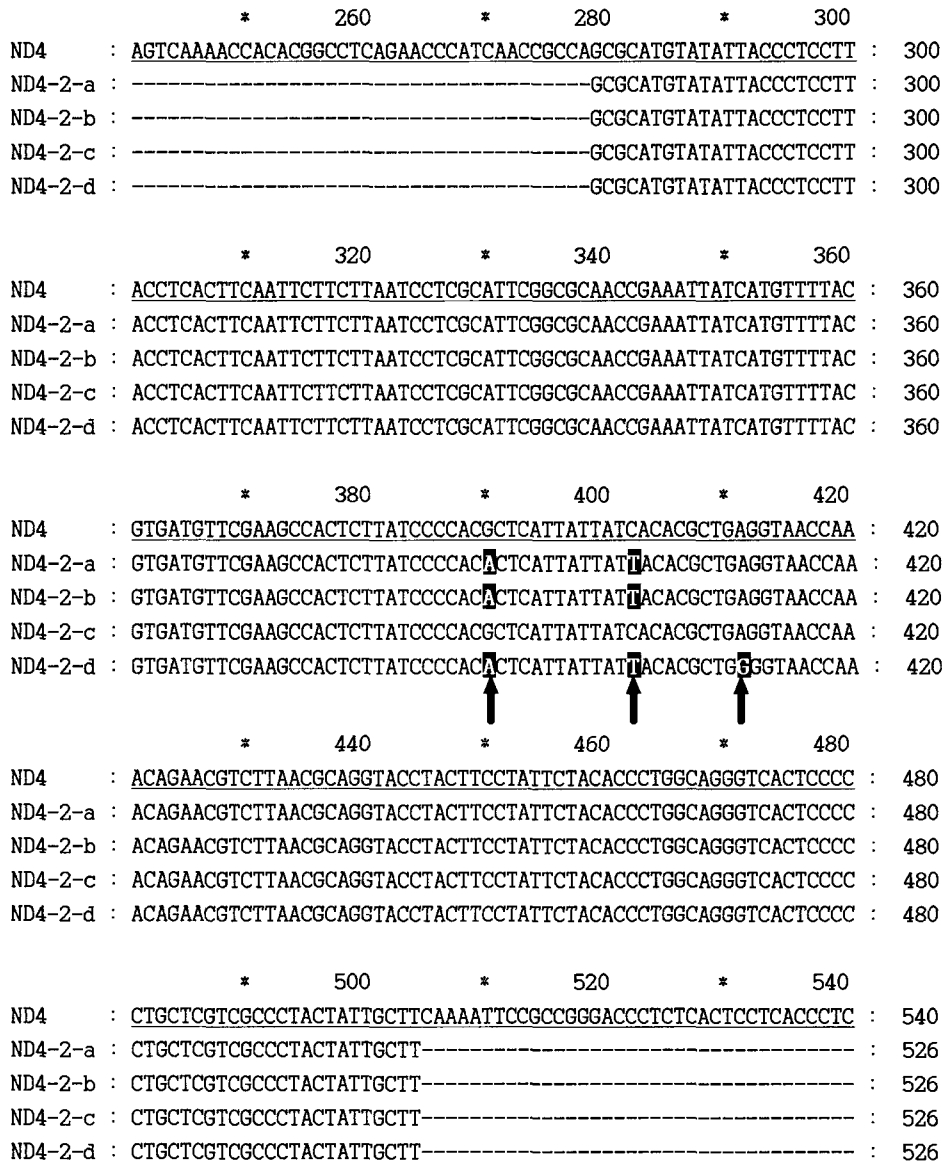 * 260 * 280 * 300
ND4 : AGTCAAAACCACACGGCCTCAGAACCCATCAACCGCCAGCGCATGTATATTACCCTCCTT : 300
ND4-2-a : --------------------------------------GCGCATGTATATTACCCTCCTT : 300
ND4-2-b : --------------------------------------GCGCATGTATATTACCCTCCTT : 300
ND4-2-c : --------------------------------------GCGCATGTATATTACCCTCCTT : 300
ND4-2-d : --------------------------------------GCGCATGTATATTACCCTCCTT : 300
* 320 * 340 * 360
ND4 : ACCTCACTTCAATTCTTCTTAATCCTCGCATTCGGCGCAACCGAAATTATCATGTTTTAC : 360
ND4-2-a : ACCTCACTTCAATTCTTCTTAATCCTCGCATTCGGCGCAACCGAAATTATCATGTTTTAC : 360
ND4-2-b : ACCTCACTTCAATTCTTCTTAATCCTCGCATTCGGCGCAACCGAAATTATCATGTTTTAC : 360
ND4-2-c : ACCTCACTTCAATTCTTCTTAATCCTCGCATTCGGCGCAACCGAAATTATCATGTTTTAC : 360
ND4-2-d : ACCTCACTTCAATTCTTCTTAATCCTCGCATTCGGCGCAACCGAAATTATCATGTTTTAC : 360
* 380 * 400 * 420
ND4 : GTGATGTTCGAAGCCACTCTTATCCCCACGCTCATTATTATCACACGCTGAGGTAACCAA : 420
ND4-2-a : GTGATGTTCGAAGCCACTCTTATCCCCACACTCATTATTATTACACGCTGAGGTAACCAA : 420
ND4-2-b : GTGATGTTCGAAGCCACTCTTATCCCCACACTCATTATTATTACACGCTGAGGTAACCAA : 420
ND4-2-c : GTGATGTTCGAAGCCACTCTTATCCCCACGCTCATTATTATCACACGCTGAGGTAACCAA : 420
ND4-2-d : GTGATGTTCGAAGCCACTCTTATCCCCACACTCATTATTATTACACGCTGGGGTAACCAA : 420
* 440 * 460 * 480
ND4 : ACAGAACGTCTTAACGCAGGTACCTACTTCCTATTCTACACCCTGGCAGGGTCACTCCCC : 480
ND4-2-a : ACAGAACGTCTTAACGCAGGTACCTACTTCCTATTCTACACCCTGGCAGGGTCACTCCCC : 480
ND4-2-b : ACAGAACGTCTTAACGCAGGTACCTACTTCCTATTCTACACCCTGGCAGGGTCACTCCCC : 480
ND4-2-c : ACAGAACGTCTTAACGCAGGTACCTACTTCCTATTCTACACCCTGGCAGGGTCACTCCCC : 480
ND4-2-d : ACAGAACGTCTTAACGCAGGTACCTACTTCCTATTCTACACCCTGGCAGGGTCACTCCCC : 480
* 500 * 520 * 540
ND4 : CTGCTCGTCGCCCTACTATTGCTTCAAAATTCCGCCGGGACCCTCTCACTCCTCACCCTC : 540
ND4-2-a : CTGCTCGTCGCCCTACTATTGCTT------------------------------------ : 526
ND4-2-b : CTGCTCGTCGCCCTACTATTGCTT------------------------------------ : 526
ND4-2-c : CTGCTCGTCGCCCTACTATTGCTT------------------------------------ : 526
ND4-2-d : CTGCTCGTCGCCCTACTATTGCTT------------------------------------ : 526